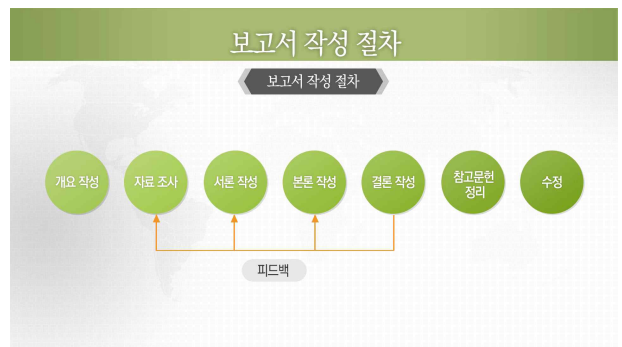 보고서 작성 절차
보고서 작성 절차
개요 작성
자료 조사
서론 작성
본론 작성
결론 작성
참고문헌
정리
수정
피드백